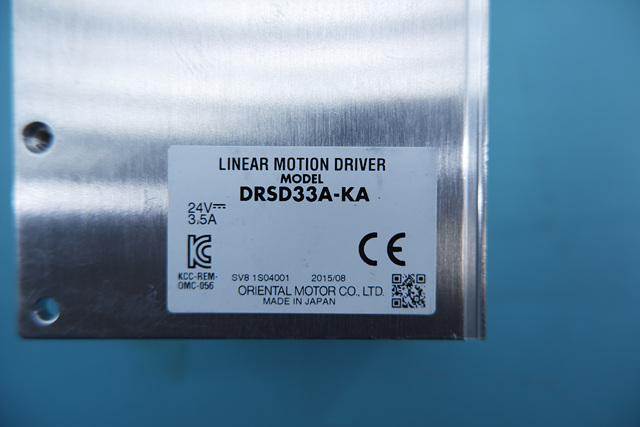 LINEAR MOTION DRIVER
MODEL
DRSD33A-KA
24V⎓
3.5A
KCC-REM-
OMC-056
CE
SV8 1S04001 2015/08
ORIENTAL MOTOR CO., LTD.
MADE IN JAPAN